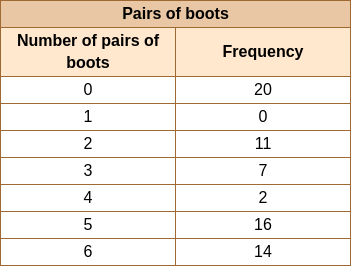 Pairs of boots
Number of pairs of
boots
Frequency
0 20
1 0
2 11
3 7
4 2
5 16
6 14